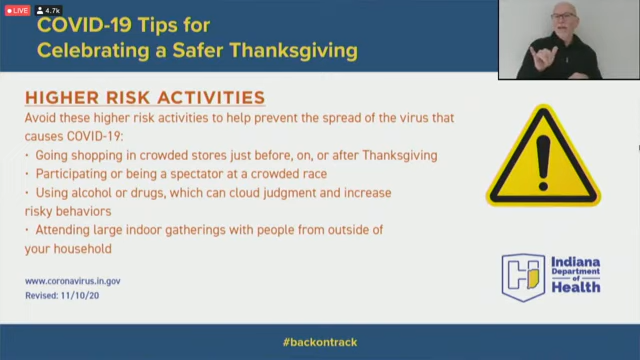 LIVE 4.7k
COVID-19 Tips for
Celebrating a Safer Thanksgiving
HIGHER RISK ACTIVITIES
Avoid these higher risk activities to help prevent the spread of the virus that
causes COVID-19:
· Going shopping in crowded stores just before, on, or after Thanksgiving
· Participating or being a spectator at a crowded race
· Using alcohol or drugs, which can cloud judgment and increase
risky behaviors
· Attending large indoor gatherings with people from outside of
your household
www.coronavirus.in.gov
Revised: 11/10/20
Indiana
Department
of
Health
#backontrack